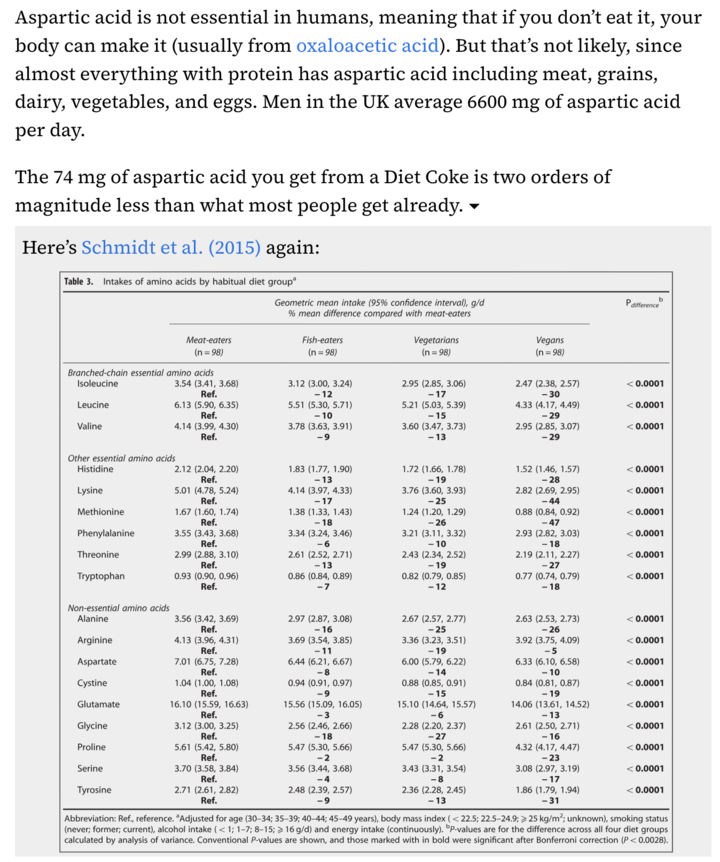 Aspartic acid is not essential in humans, meaning that if you don’t eat it, your
body can make it (usually from oxaloacetic acid). But that’s not likely, since
almost everything with protein has aspartic acid including meat, grains,
dairy, vegetables, and eggs. Men in the UK average 6600 mg of aspartic acid
per day.
The 74 mg of aspartic acid you get from a Diet Coke is two orders of
magnitude less than what most people get already. ▾
Here’s Schmidt et al. (2015) again:
Table 3. Intakes of amino acids by habitual diet groupᵃ
Geometric mean intake (95% confidence interval), g/d P_differenceᵇ
% mean difference compared with meat-eaters
Meat-eaters Fish-eaters Vegetarians Vegans
(n = 98) (n = 98) (n = 98) (n = 98)
Branched-chain essential amino acids
Isoleucine 3.54 (3.41, 3.68) 3.12 (3.00, 3.24) 2.95 (2.85, 3.06) 2.47 (2.38, 2.57) < 0.0001
Ref. − 12 − 17 − 30
Leucine 6.13 (5.90, 6.35) 5.51 (5.30, 5.71) 5.21 (5.03, 5.39) 4.33 (4.17, 4.49) < 0.0001
Ref. − 10 − 15 − 29
Valine 4.14 (3.99, 4.30) 3.78 (3.63, 3.91) 3.60 (3.47, 3.73) 2.95 (2.85, 3.07) < 0.0001
Ref. − 9 − 13 − 29
Other essential amino acids
Histidine 2.12 (2.04, 2.20) 1.83 (1.77, 1.90) 1.72 (1.66, 1.78) 1.52 (1.46, 1.57) < 0.0001
Ref. − 13 − 19 − 28
Lysine 5.01 (4.78, 5.24) 4.14 (3.97, 4.33) 3.76 (3.60, 3.93) 2.82 (2.69, 2.95) < 0.0001
Ref. − 17 − 25 − 44
Methionine 1.67 (1.60, 1.74) 1.38 (1.33, 1.43) 1.24 (1.20, 1.29) 0.88 (0.84, 0.92) < 0.0001
Ref. − 18 − 26 − 47
Phenylalanine 3.55 (3.43, 3.68) 3.34 (3.24, 3.46) 3.21 (3.11, 3.32) 2.93 (2.82, 3.03) < 0.0001
Ref. − 6 − 10 − 18
Threonine 2.99 (2.88, 3.10) 2.61 (2.52, 2.71) 2.43 (2.34, 2.52) 2.19 (2.11, 2.27) < 0.0001
Ref. − 13 − 19 − 27
Tryptophan 0.93 (0.90, 0.96) 0.86 (0.84, 0.89) 0.82 (0.79, 0.85) 0.77 (0.74, 0.79) < 0.0001
Ref. − 7 − 12 − 18
Non-essential amino acids
Alanine 3.56 (3.42, 3.69) 2.97 (2.87, 3.08) 2.67 (2.57, 2.77) 2.63 (2.53, 2.73) < 0.0001
Ref. − 16 − 25 − 26
Arginine 4.13 (3.96, 4.31) 3.69 (3.54, 3.85) 3.36 (3.23, 3.51) 3.92 (3.75, 4.09) < 0.0001
Ref. − 11 − 19 − 5
Aspartate 7.01 (6.75, 7.28) 6.44 (6.21, 6.67) 6.00 (5.79, 6.22) 6.33 (6.10, 6.58) < 0.0001
Ref. − 8 − 14 − 10
Cystine 1.04 (1.00, 1.08) 0.94 (0.91, 0.97) 0.88 (0.85, 0.91) 0.84 (0.81, 0.87) < 0.0001
Ref. − 9 − 15 − 19
Glutamate 16.10 (15.59, 16.63) 15.56 (15.09, 16.05) 15.10 (14.64, 15.57) 14.06 (13.61, 14.52) < 0.0001
Ref. − 3 − 6 − 13
Glycine 3.12 (3.00, 3.25) 2.56 (2.46, 2.66) 2.28 (2.20, 2.37) 2.61 (2.50, 2.71) < 0.0001
Ref. − 18 − 27 − 16
Proline 5.61 (5.42, 5.80) 5.47 (5.30, 5.66) 5.47 (5.30, 5.66) 4.32 (4.17, 4.47) < 0.0001
Ref. − 2 − 2 − 23
Serine 3.70 (3.58, 3.84) 3.56 (3.44, 3.68) 3.43 (3.31, 3.54) 3.08 (2.97, 3.19) < 0.0001
Ref. − 4 − 8 − 17
Tyrosine 2.71 (2.61, 2.82) 2.48 (2.39, 2.57) 2.36 (2.28, 2.45) 1.86 (1.79, 1.94) < 0.0001
Ref. − 9 − 13 − 31
Abbreviation: Ref., reference. ᵃAdjusted for age (30–34; 35–39; 40–44; 45–49 years), body mass index ( < 22.5; 22.5–24.9; ⩾ 25 kg/m²; unknown), smoking status
(never; former; current), alcohol intake ( < 1; 1–7; 8–15; ⩾ 16 g/d) and energy intake (continuously). ᵇP-values are for the difference across all four diet groups
calculated by analysis of variance. Conventional P-values are shown, and those marked with in bold were significant after Bonferroni correction (P < 0.0028).